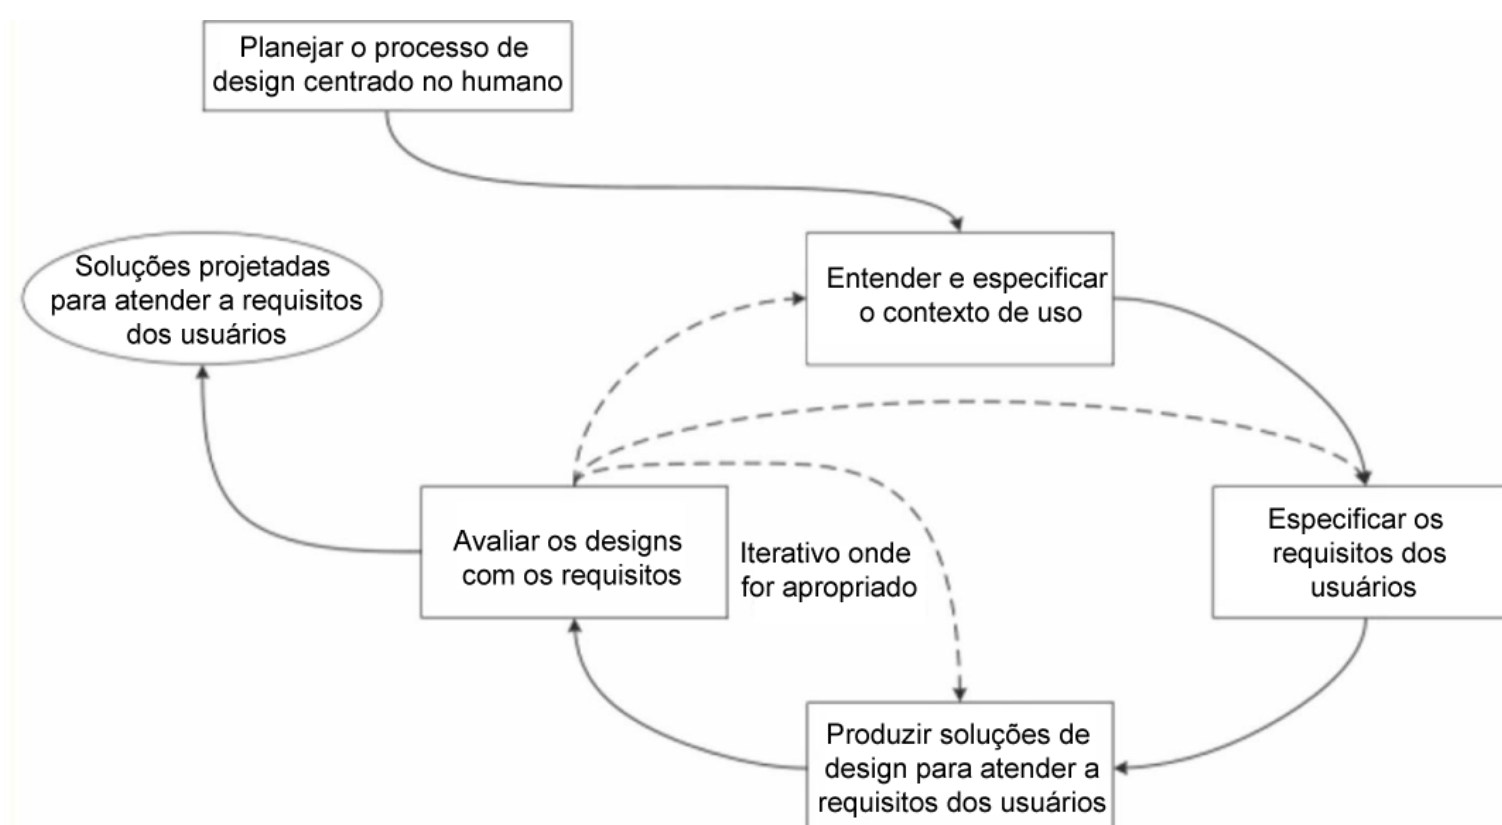 Planejar o processo de
design centrado no humano
Soluções projetadas
para atender a requisitos
dos usuários
Entender e especificar
o contexto de uso
Avaliar os designs
com os requisitos
Iterativo onde
for apropriado
Especificar os
requisitos dos
usuários
Produzir soluções de
design para atender a
requisitos dos usuários